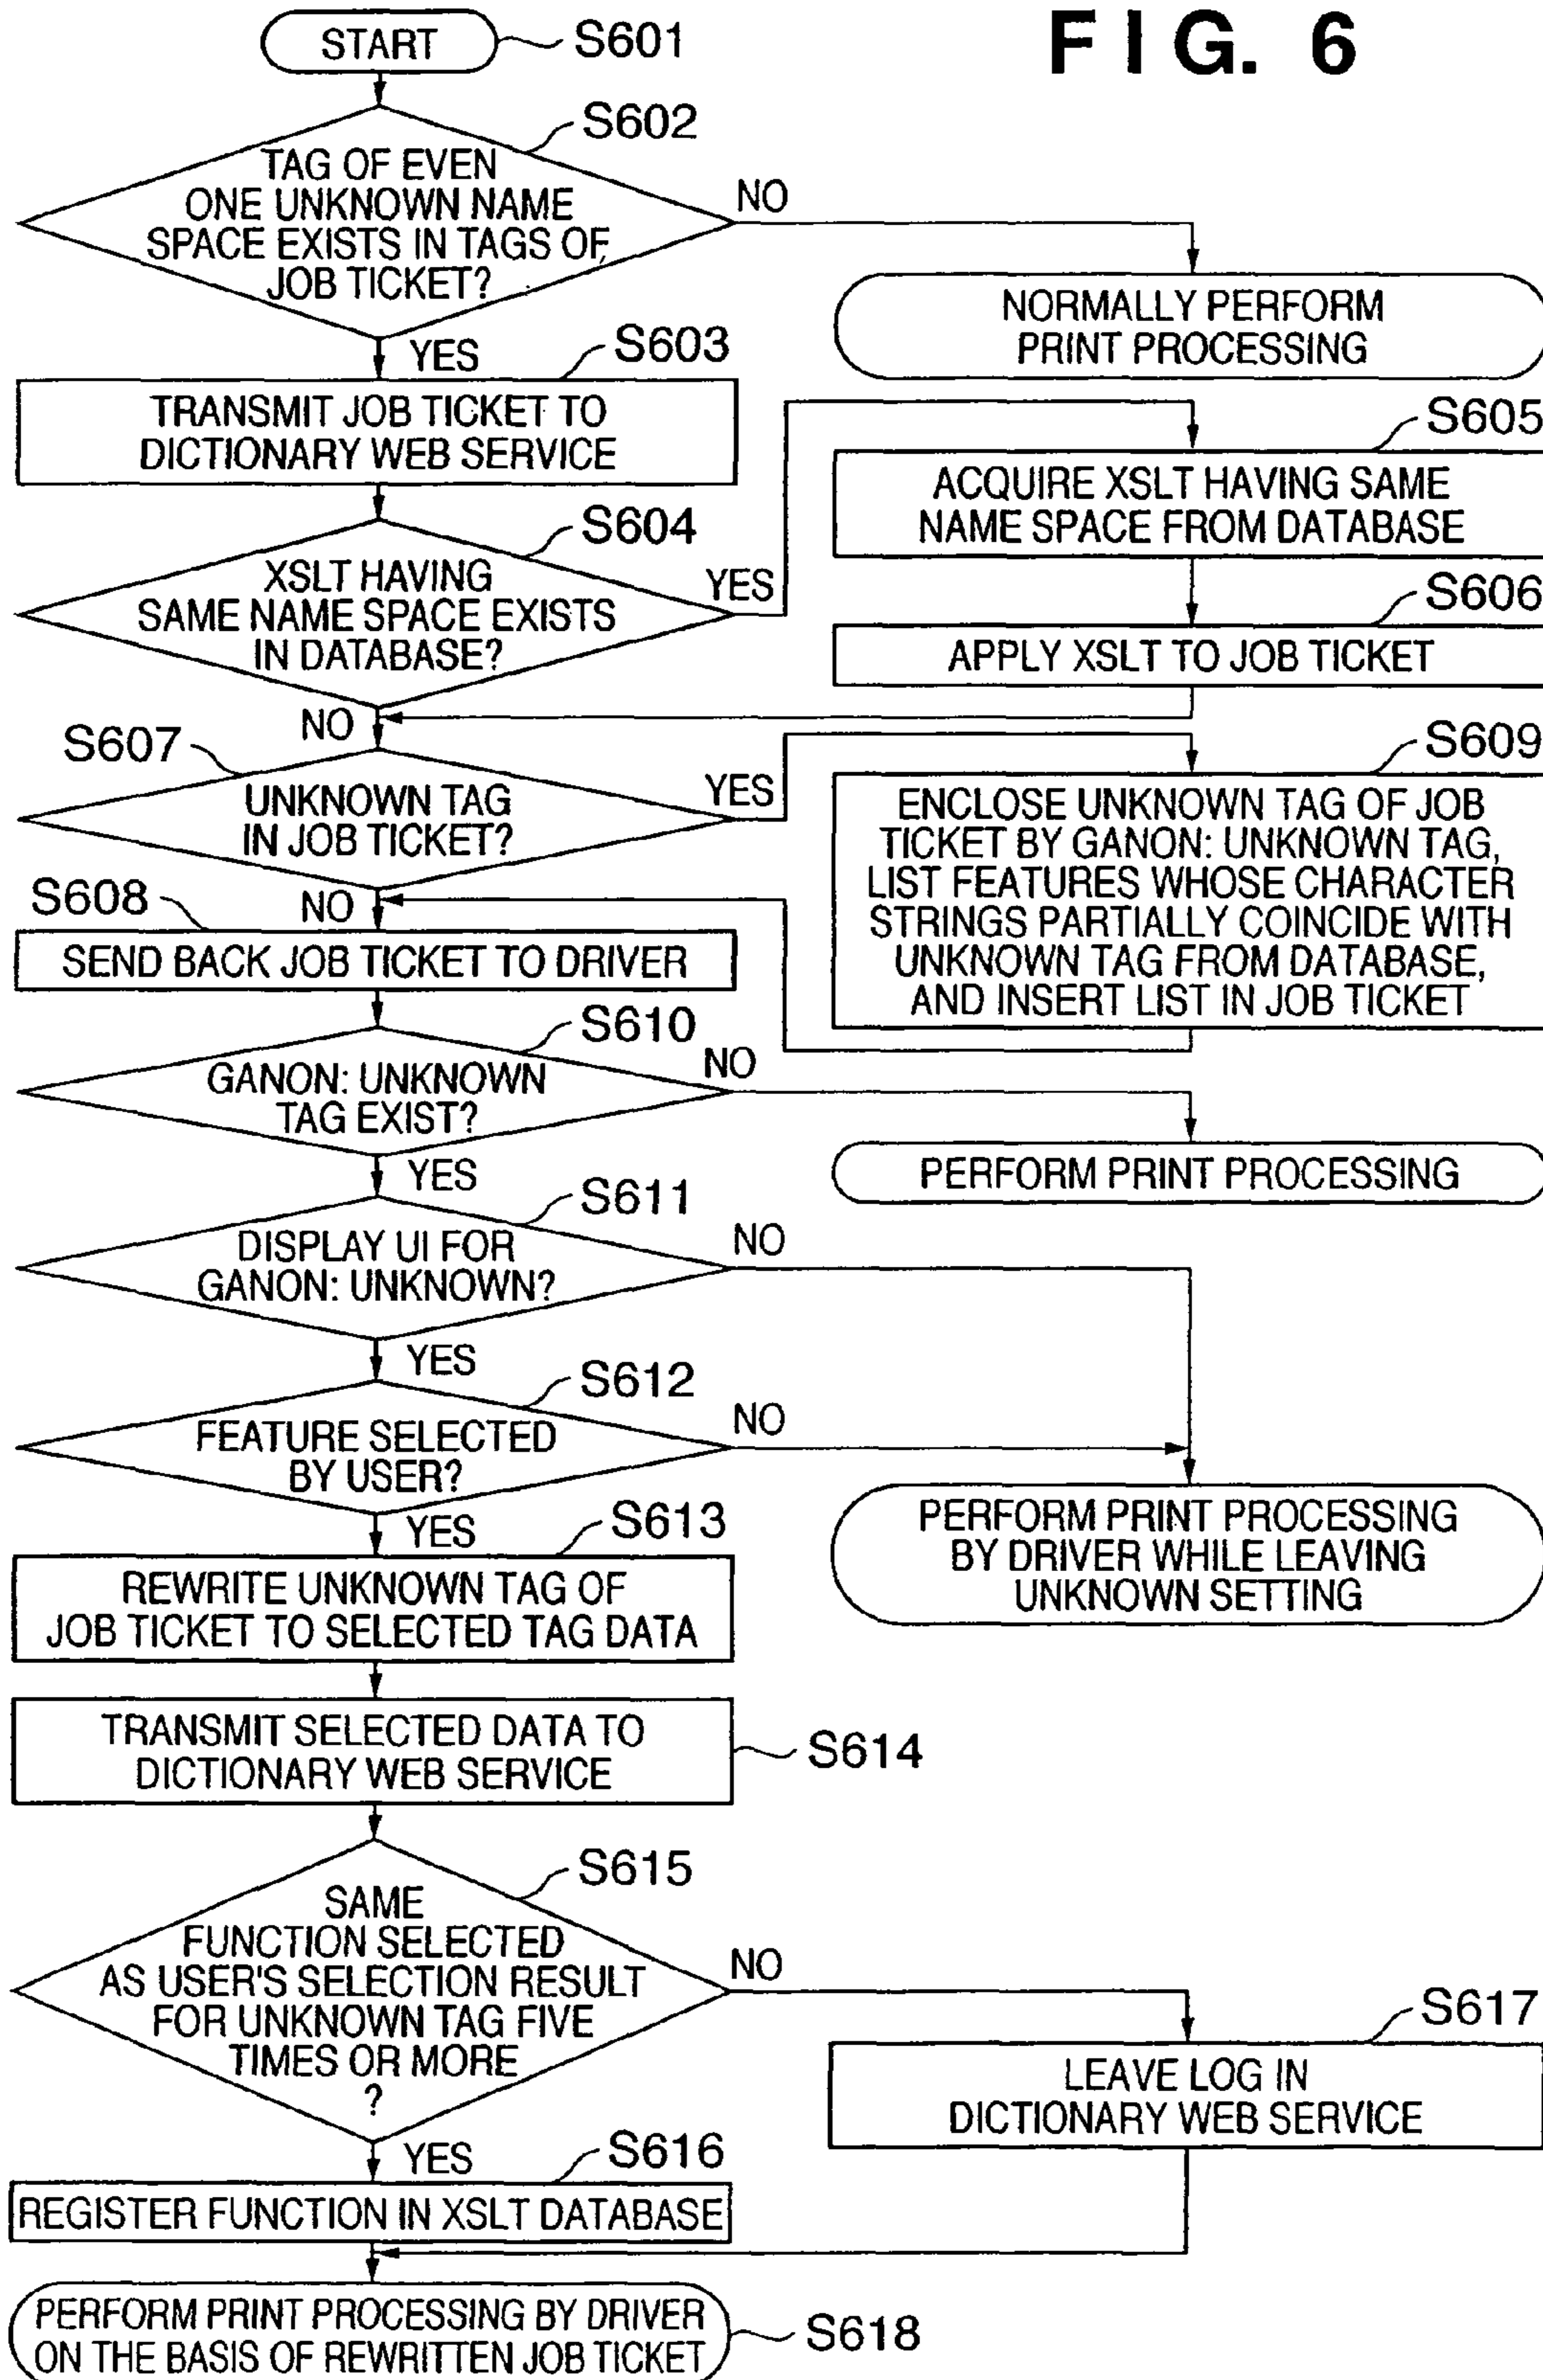 FIG. 6
START
S601
S602
TAG OF EVEN
ONE UNKNOWN NAME
SPACE EXISTS IN TAGS OF
JOB TICKET?
NO
NORMALLY PERFORM
PRINT PROCESSING
YES
S603
TRANSMIT JOB TICKET TO
DICTIONARY WEB SERVICE
S604
XSLT HAVING
SAME NAME SPACE EXISTS
IN DATABASE?
YES
S605
ACQUIRE XSLT HAVING SAME
NAME SPACE FROM DATABASE
S606
APPLY XSLT TO JOB TICKET
NO
S607
UNKNOWN TAG
IN JOB TICKET?
YES
S609
ENCLOSE UNKNOWN TAG OF JOB
TICKET BY GANON: UNKNOWN TAG,
LIST FEATURES WHOSE CHARACTER
STRINGS PARTIALLY COINCIDE WITH
UNKNOWN TAG FROM DATABASE,
AND INSERT LIST IN JOB TICKET
S608
NO
SEND BACK JOB TICKET TO DRIVER
S610
GANON: UNKNOWN
TAG EXIST?
NO
PERFORM PRINT PROCESSING
YES
S611
DISPLAY UI FOR
GANON: UNKNOWN?
NO
YES
S612
FEATURE SELECTED
BY USER?
NO
PERFORM PRINT PROCESSING
BY DRIVER WHILE LEAVING
UNKNOWN SETTING
YES
S613
REWRITE UNKNOWN TAG OF
JOB TICKET TO SELECTED TAG DATA
TRANSMIT SELECTED DATA TO
DICTIONARY WEB SERVICE
S614
S615
SAME
FUNCTION SELECTED
AS USER'S SELECTION RESULT
FOR UNKNOWN TAG FIVE
TIMES OR MORE
?
NO
S617
LEAVE LOG IN
DICTIONARY WEB SERVICE
YES
S616
REGISTER FUNCTION IN XSLT DATABASE
PERFORM PRINT PROCESSING BY DRIVER
ON THE BASIS OF REWRITTEN JOB TICKET
S618